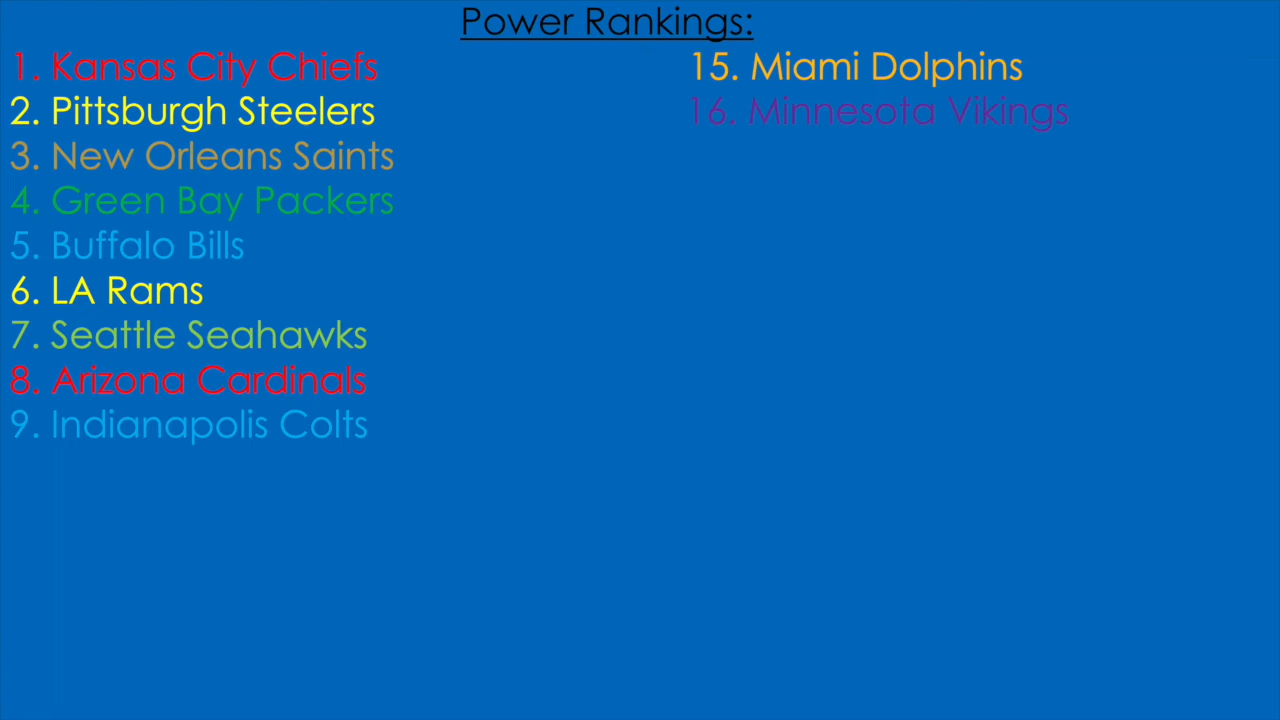 Power Rankings:
1. Kansas City Chiefs
2. Pittsburgh Steelers
3. New Orleans Saints
4. Green Bay Packers
5. Buffalo Bills
6. LA Rams
7. Seattle Seahawks
8. Arizona Cardinals
9. Indianapolis Colts
15. Miami Dolphins
16. Minnesota Vikings